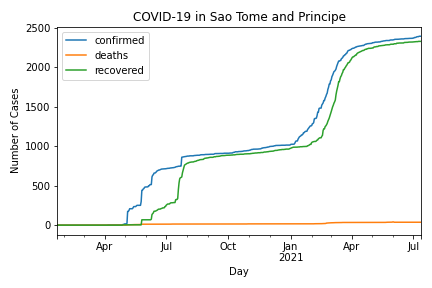 COVID-19 in Sao Tome and Principe
confirmed
deaths
recovered
Number of Cases
2500
2000
1500
1000
500
0
Apr
Jul
Oct
Jan
2021
Apr
Jul
Day